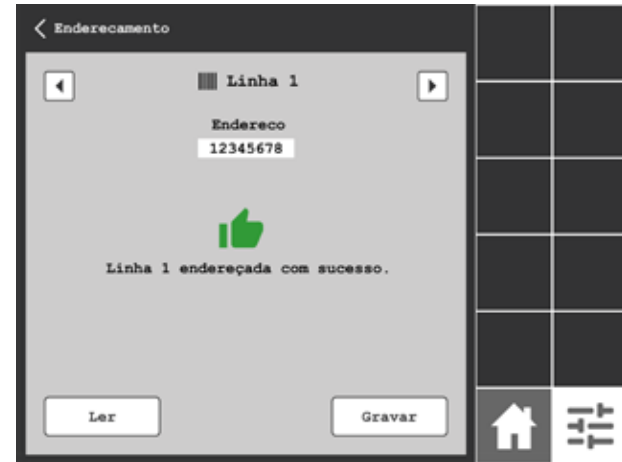 Enderecamento
Linha 1
Endereco
12345678
Linha 1 endereçada com sucesso.
Ler
Gravar